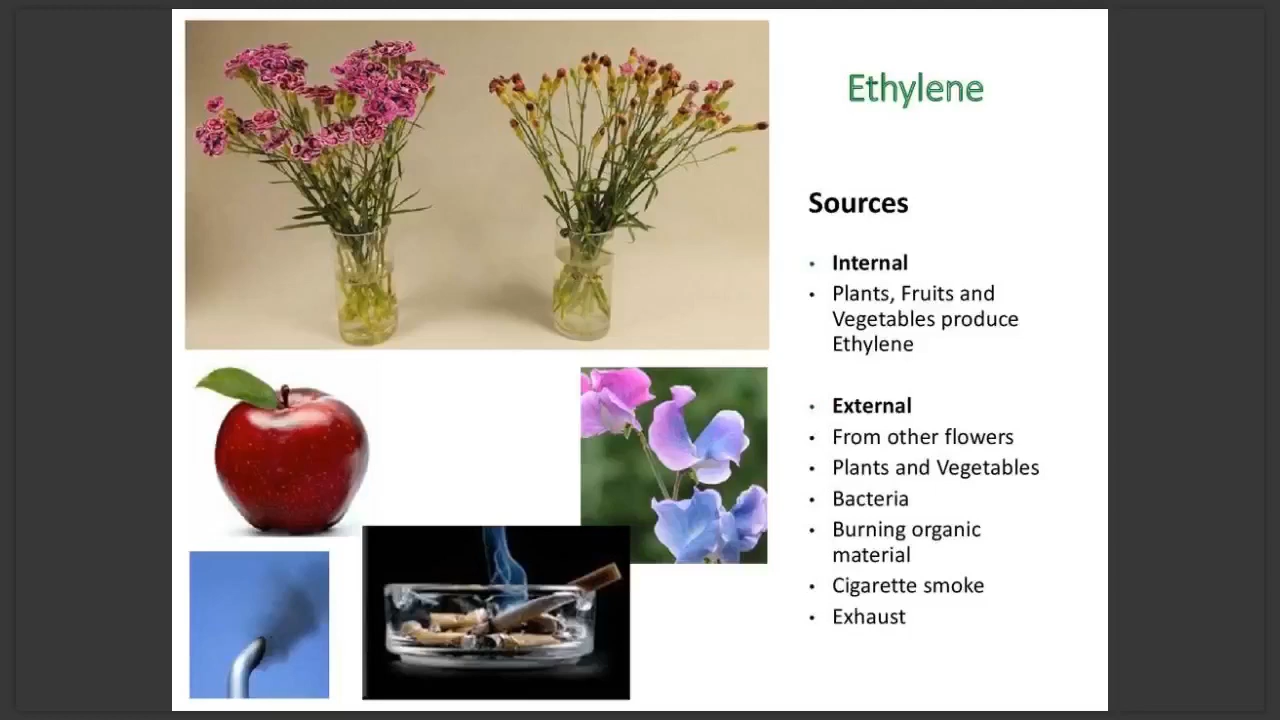 Ethylene
Sources
• Internal
• Plants, Fruits and
Vegetables produce
Ethylene
• External
• From other flowers
• Plants and Vegetables
• Bacteria
• Burning organic
material
• Cigarette smoke
• Exhaust